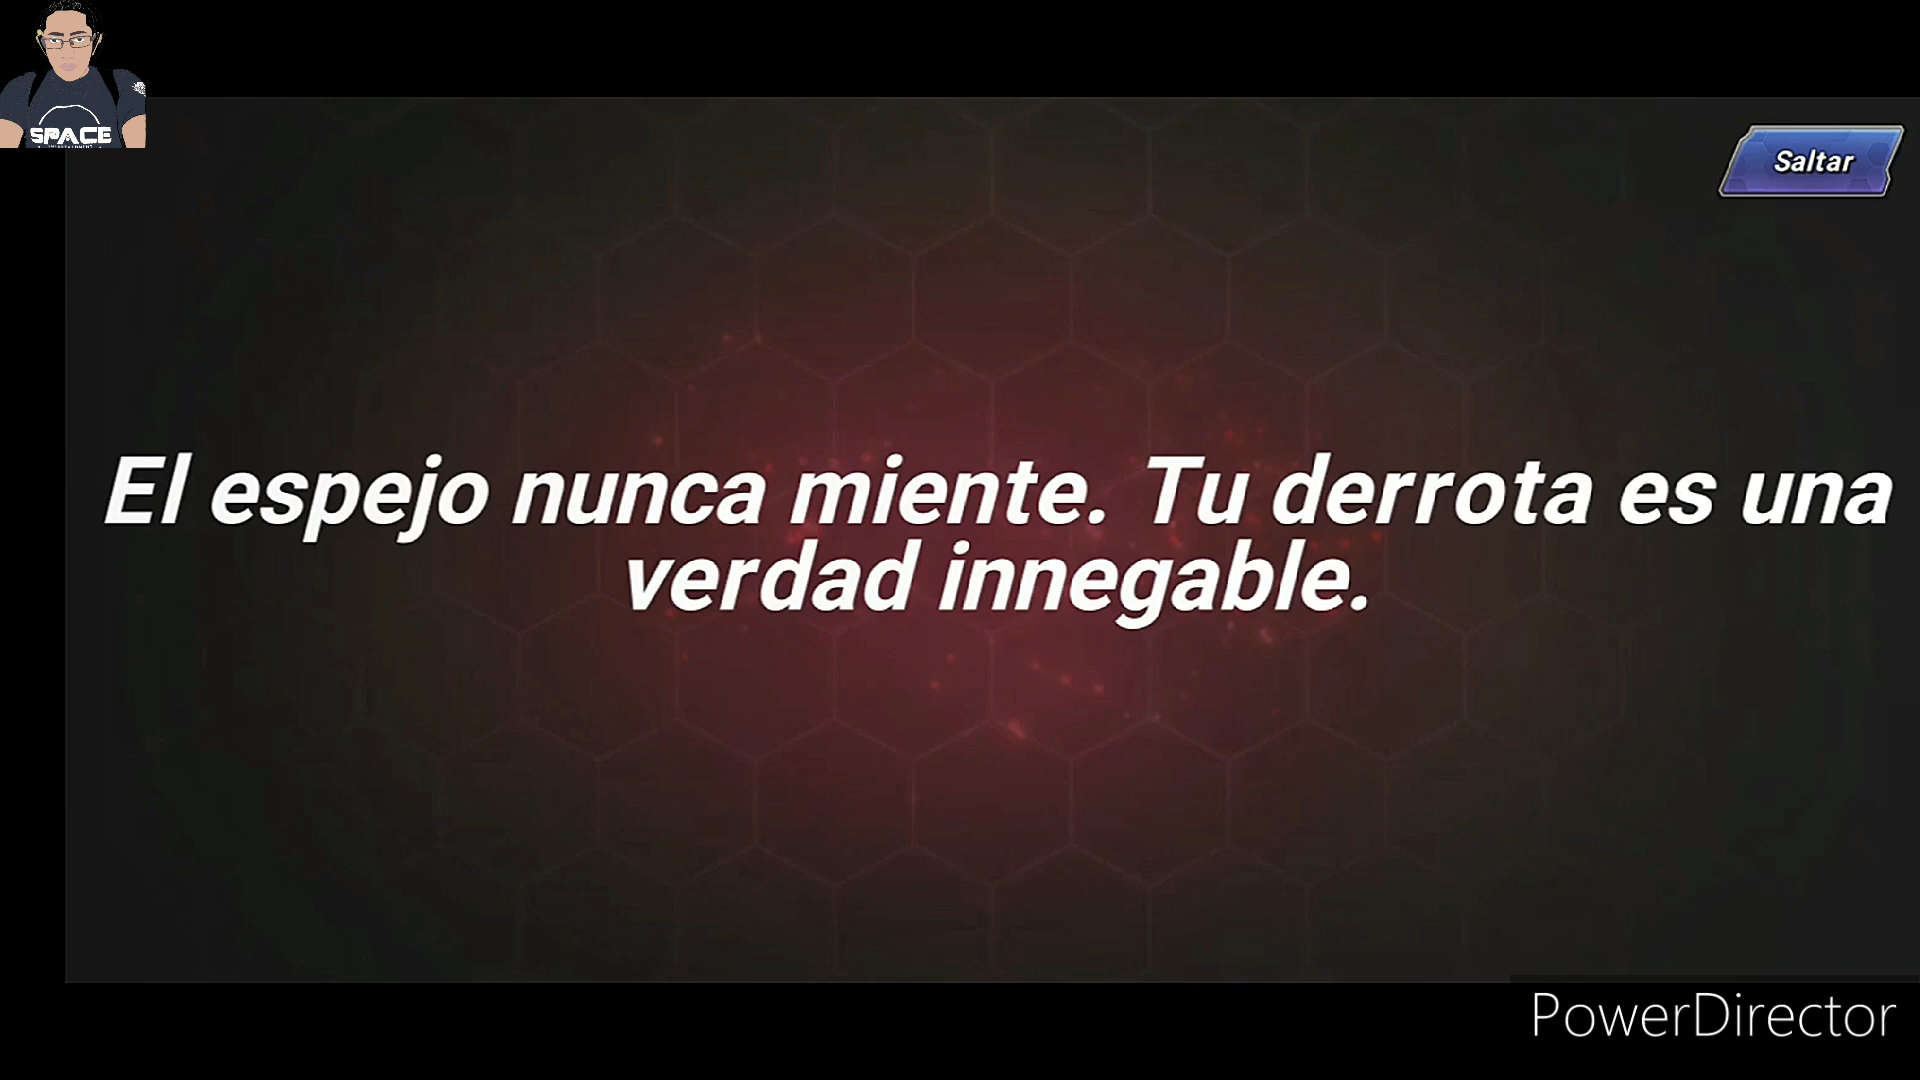 SPACE
Saltar
El espejo nunca miente. Tu derrota es una
verdad innegable.
PowerDirector